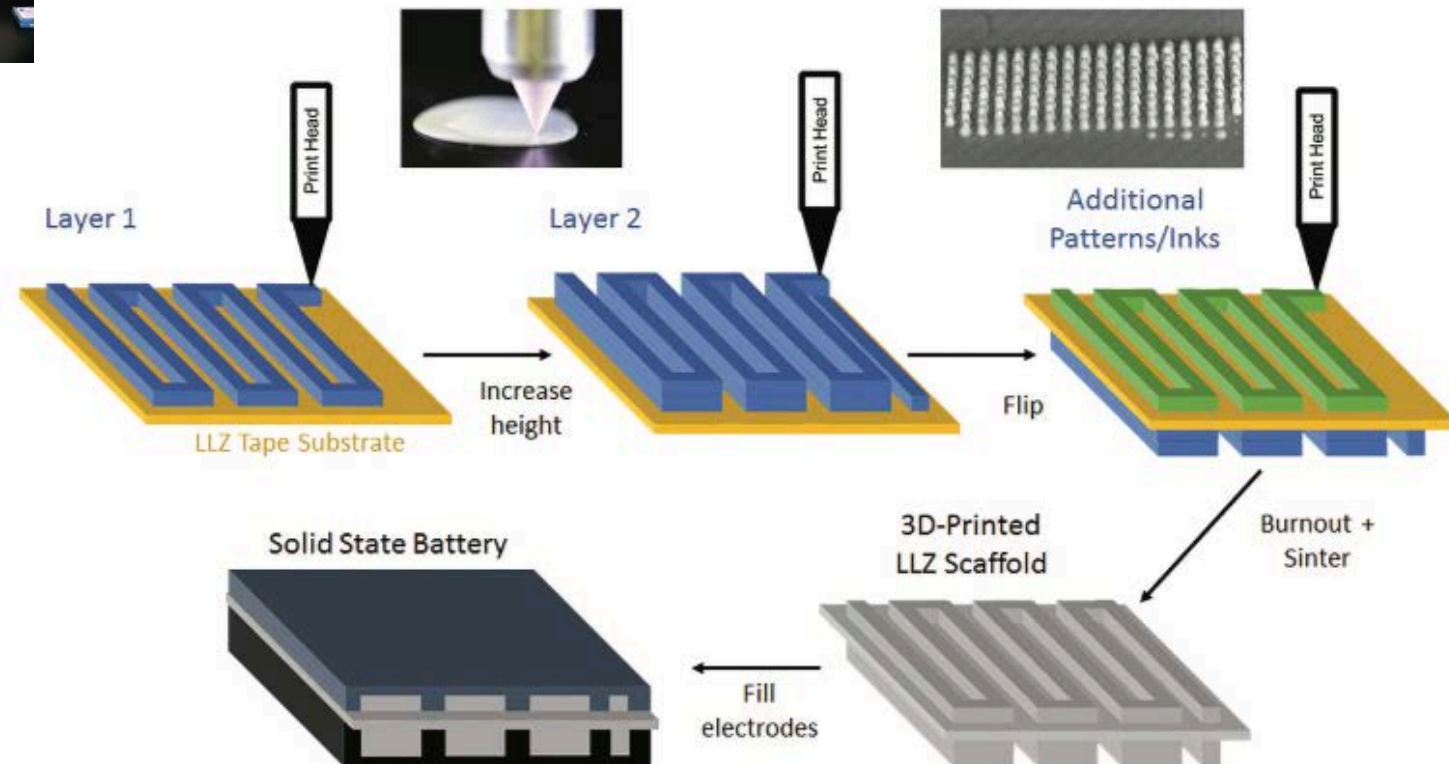 Print Head
Print Head
Print Head
Layer 1
Layer 2
Additional
Patterns/Inks
Increase
height
Flip
LLZ Tape Substrate
Burnout +
Sinter
3D-Printed
LLZ Scaffold
Solid State Battery
Fill
electrodes